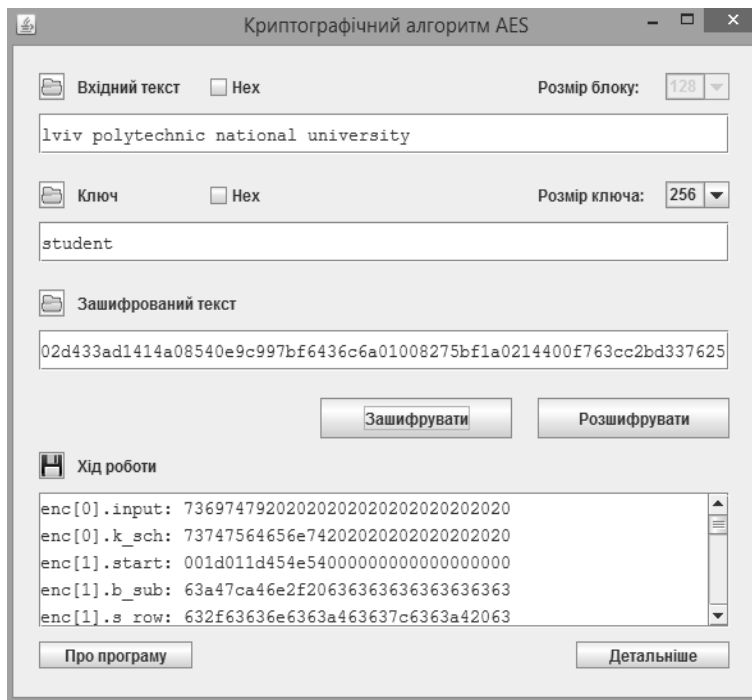 Криптографічний алгоритм AES
Вхідний текст Hex Розмір блоку: 128
lviv polytechnic national university
Ключ Hex Розмір ключа: 256
student
Зашифрований текст
02d433ad1414a08540e9c997bf6436c6a01008275bf1a0214400f763cc2bd337625
Зашифрувати Розшифрувати
Хід роботи
enc[0].input: 73697479202020202020202020202020
enc[0].k_sch: 73747564656e74202020202020202020
enc[1].start: 001d011d454e54000000000000000000
enc[1].b_sub: 63a47ca46e2f20636363636363636363
enc[1].s_row: 632f63636e6363a463637c6363a42063
Про програму Детальніше